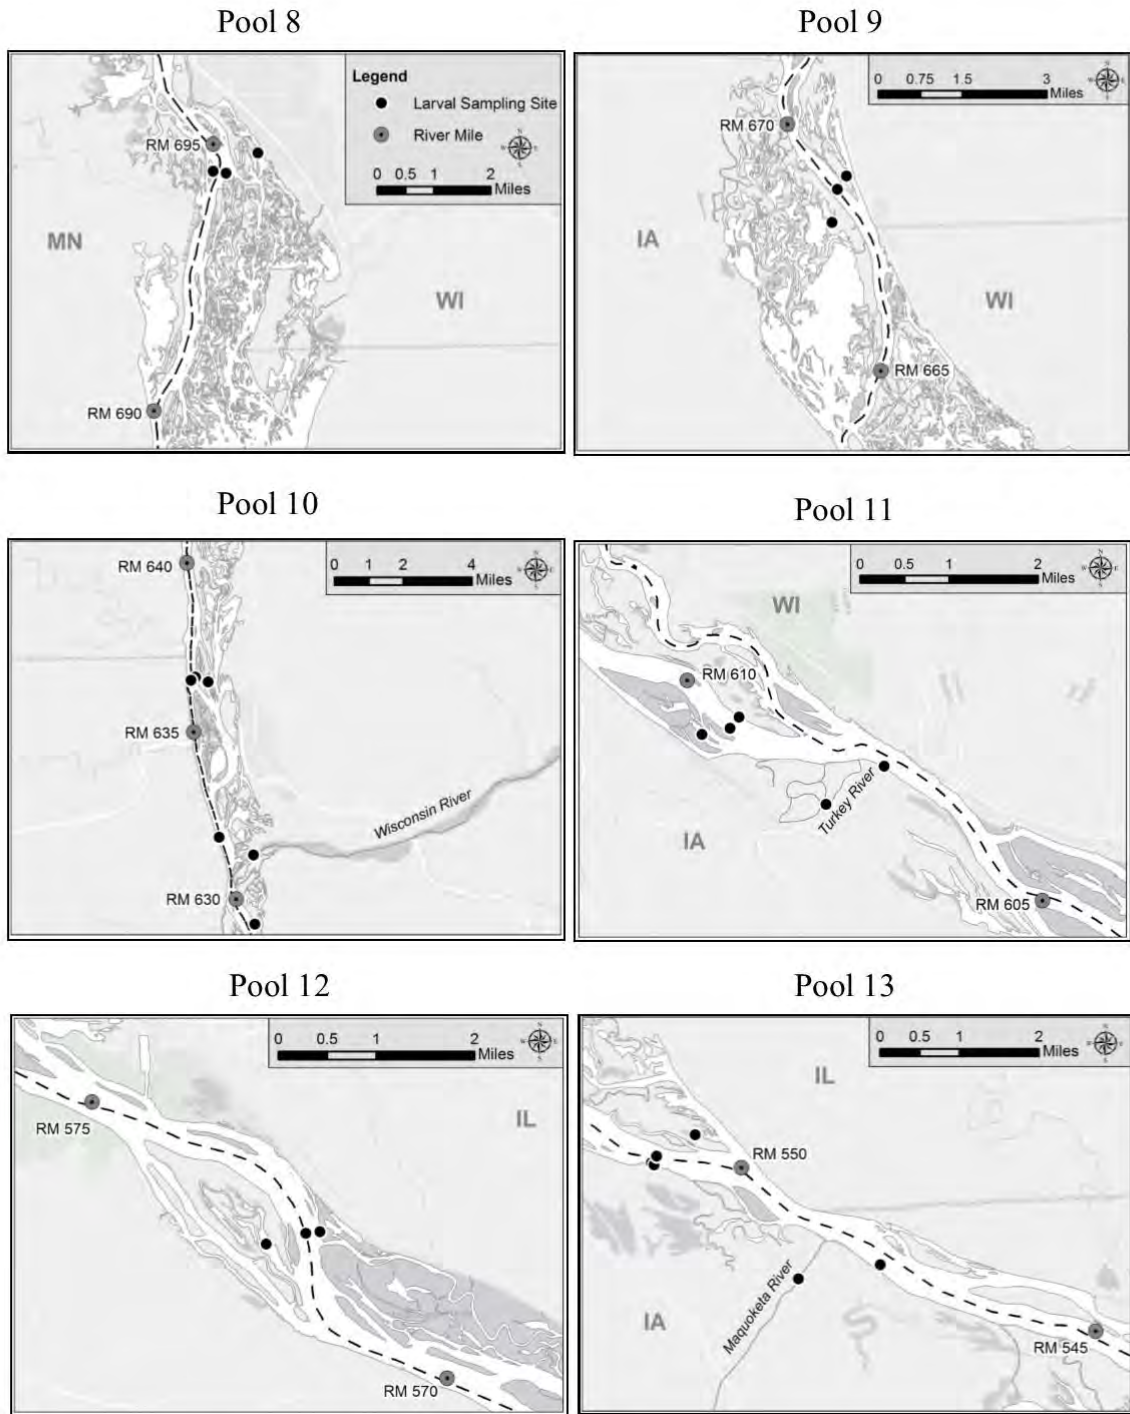 Pool 8
Legend
Larval Sampling Site
River Mile
0 0.5 1 2
Miles
RM 695
MN
WI
RM 690
Pool 9
0 0.75 1.5 3
Miles
RM 670
IA
WI
RM 665
Pool 10
0 1 2 4
Miles
RM 640
RM 635
Wisconsin River
RM 630
Pool 11
0 0.5 1 2
Miles
WI
RM 610
Turkey River
IA
RM 605
Pool 12
0 0.5 1 2
Miles
IL
RM 575
RM 570
Pool 13
0 0.5 1 2
Miles
IL
RM 550
Maquoketa River
IA
RM 545